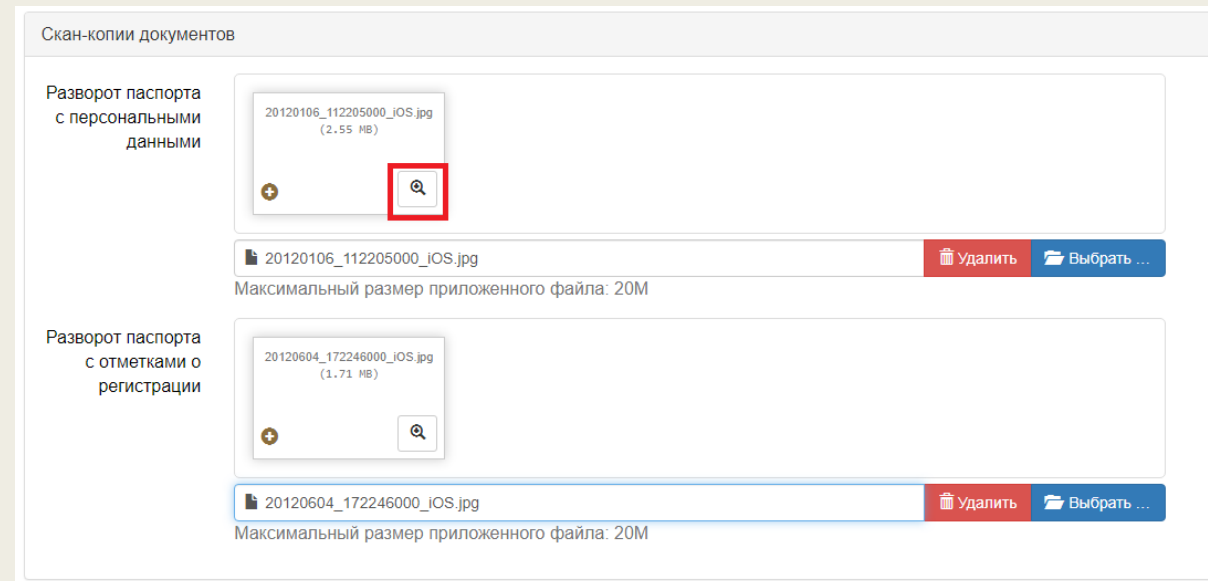 Скан-копии документов
Разворот паспорта
с персональными
данными
20120106_112205000_iOS.jpg
(2.55 MB)
20120106_112205000_iOS.jpg
Удалить
Выбрать ...
Максимальный размер приложенного файла: 20M
Разворот паспорта
с отметками о
регистрации
20120604_172246000_iOS.jpg
(1.71 MB)
20120604_172246000_iOS.jpg
Удалить
Выбрать ...
Максимальный размер приложенного файла: 20M